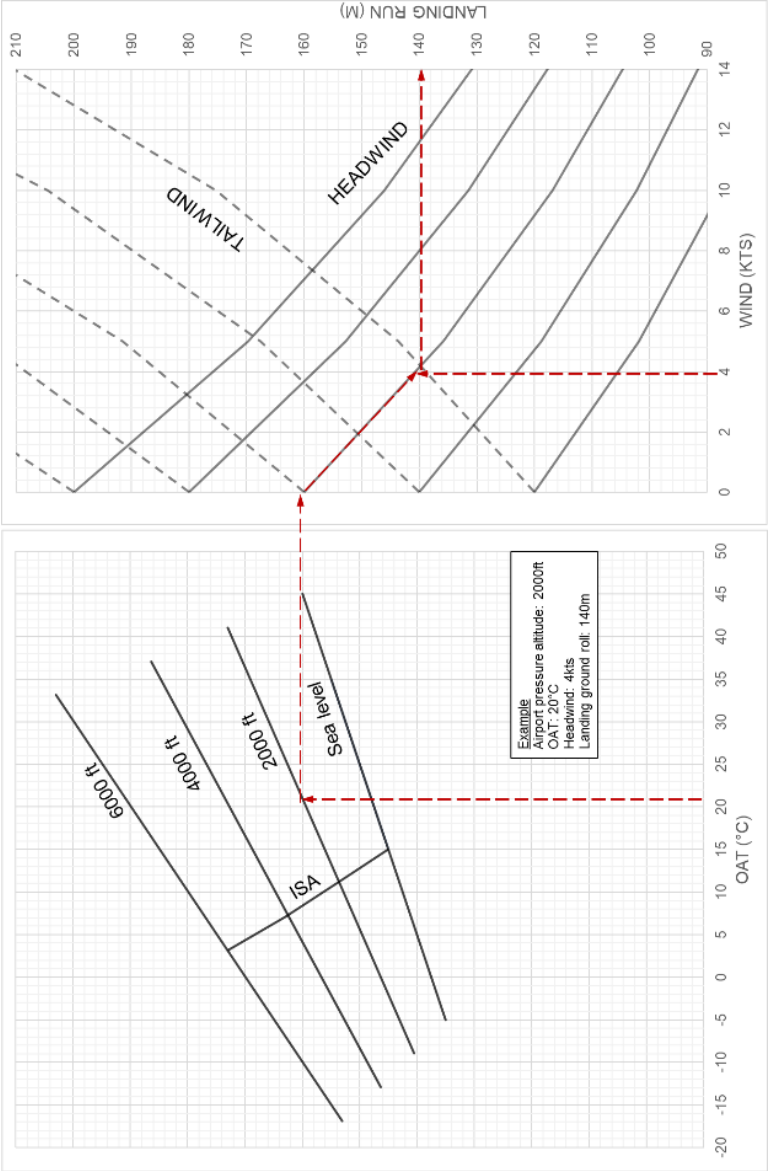 210
200
190
180
170
160
150
140
130
120
110
100
90
LANDING RUN (M)
TAILWIND
HEADWIND
0
2
4
6
8
10
12
14
WIND (KTS)
6000 ft
4000 ft
2000 ft
Sea level
ISA
Example
Airport pressure altitude: 2000ft
OAT: 20°C
Headwind: 4kts
Landing ground roll: 140m
-20
-15
-10
-5
0
5
10
15
20
25
30
35
40
45
50
OAT (°C)